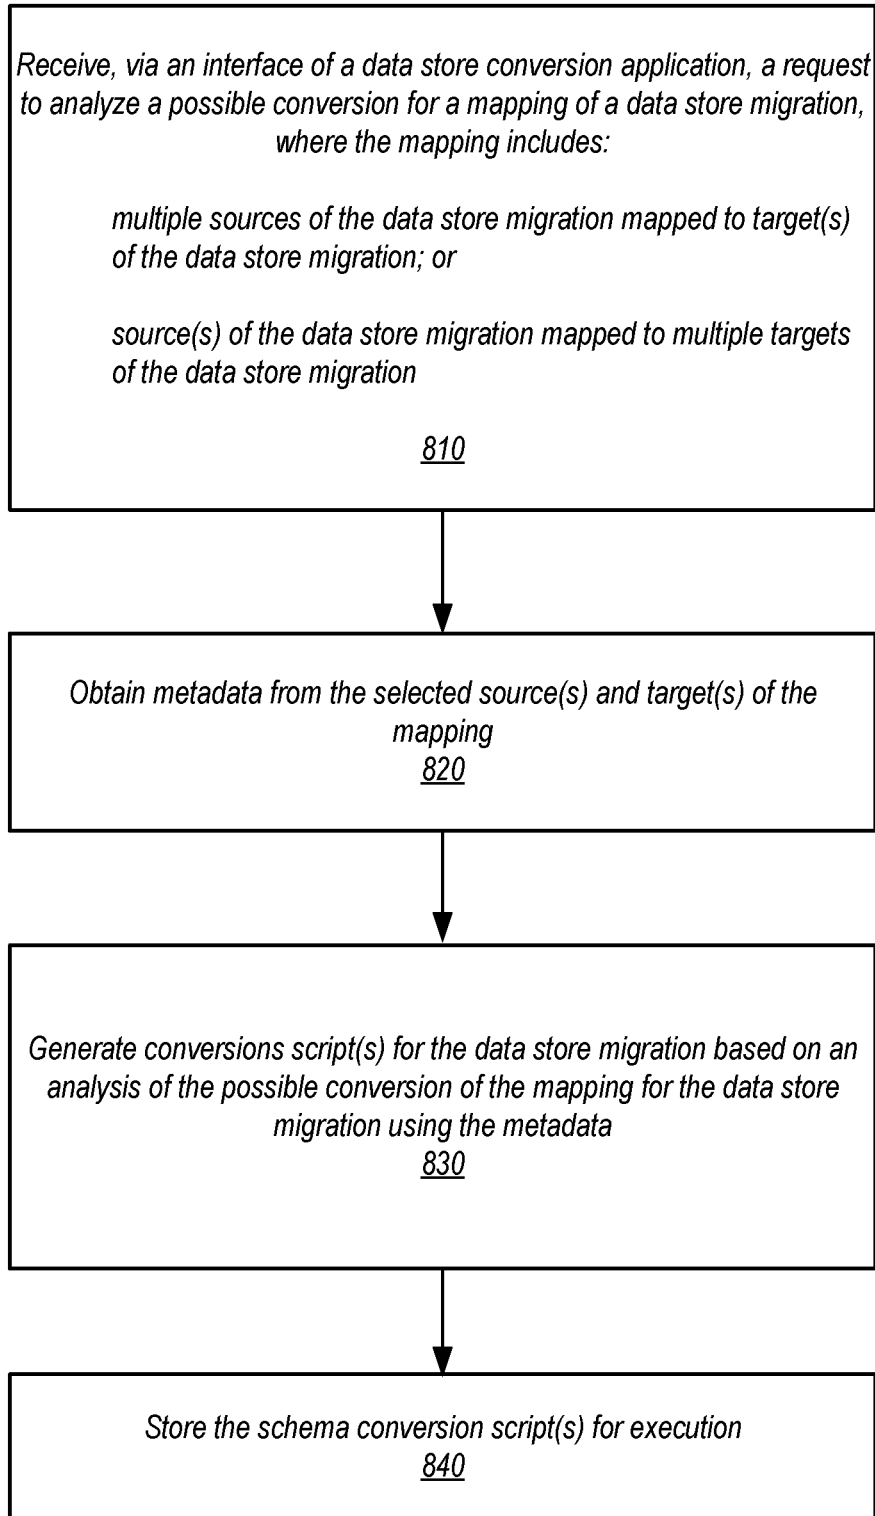 Receive, via an interface of a data store conversion application, a request
to analyze a possible conversion for a mapping of a data store migration,
where the mapping includes:
multiple sources of the data store migration mapped to target(s)
of the data store migration; or
source(s) of the data store migration mapped to multiple targets
of the data store migration
810
Obtain metadata from the selected source(s) and target(s) of the
mapping
820
Generate conversions script(s) for the data store migration based on an
analysis of the possible conversion of the mapping for the data store
migration using the metadata
830
Store the schema conversion script(s) for execution
840